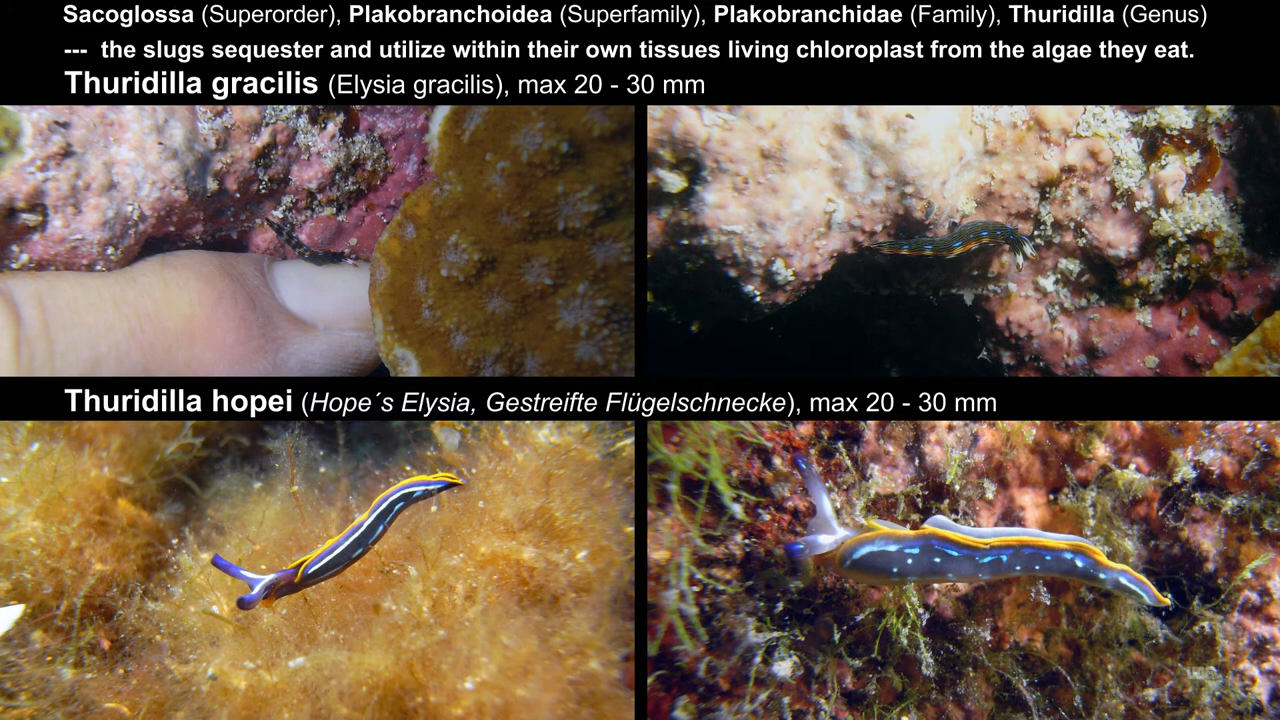 Sacoglossa (Superorder), Plakobranchoidea (Superfamily), Plakobranchidae (Family), Thuridilla (Genus)
--- the slugs sequester and utilize within their own tissues living chloroplast from the algae they eat.
Thuridilla gracilis (Elysia gracilis), max 20 - 30 mm
Thuridilla hopei (Hope´s Elysia, Gestreifte Flügelschnecke), max 20 - 30 mm